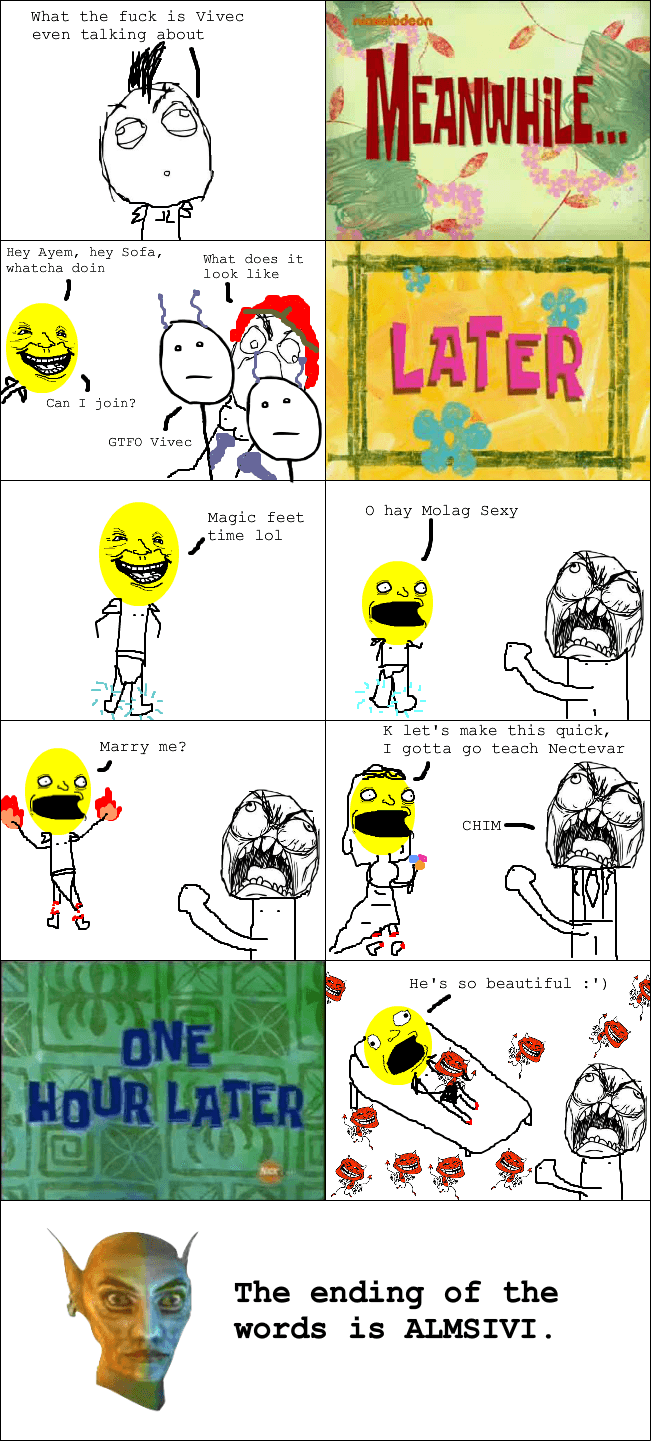 What the fuck is Vivec
even talking about
nickelodeon
MEANWHiLE...
Hey Ayem, hey Sofa,
whatcha doin
What does it
look like
Can I join?
GTFO Vivec
LATER
Magic feet
time lol
O hay Molag Sexy
Marry me?
K let's make this quick,
I gotta go teach Nectevar
CHIM
ONE
HOUR LATER
NICK
He's so beautiful :')
The ending of the
words is ALMSIVI.